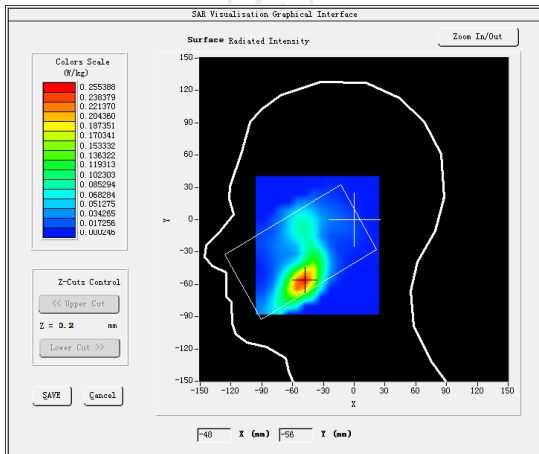 SAR Visualisation Graphical Interface
Surface Radiated Intensity
Zoom In/Out
Colors Scale
(W/kg)
0.255388
0.238379
0.221370
0.204360
0.187351
0.170341
0.153332
0.136322
0.119313
0.102303
0.085294
0.068284
0.051275
0.034265
0.017256
0.000246
Z-Cuts Control
<< Upper Cut
Z = 0.2 mm
Lower Cut >>
SAVE Cancel
150
120
90
60
30
0
-30
-60
-90
-120
-150
Y
-150 -120 -90 -60 -30 0 30 60 90 120 150
X
-48 X (mm) -56 Y (mm)